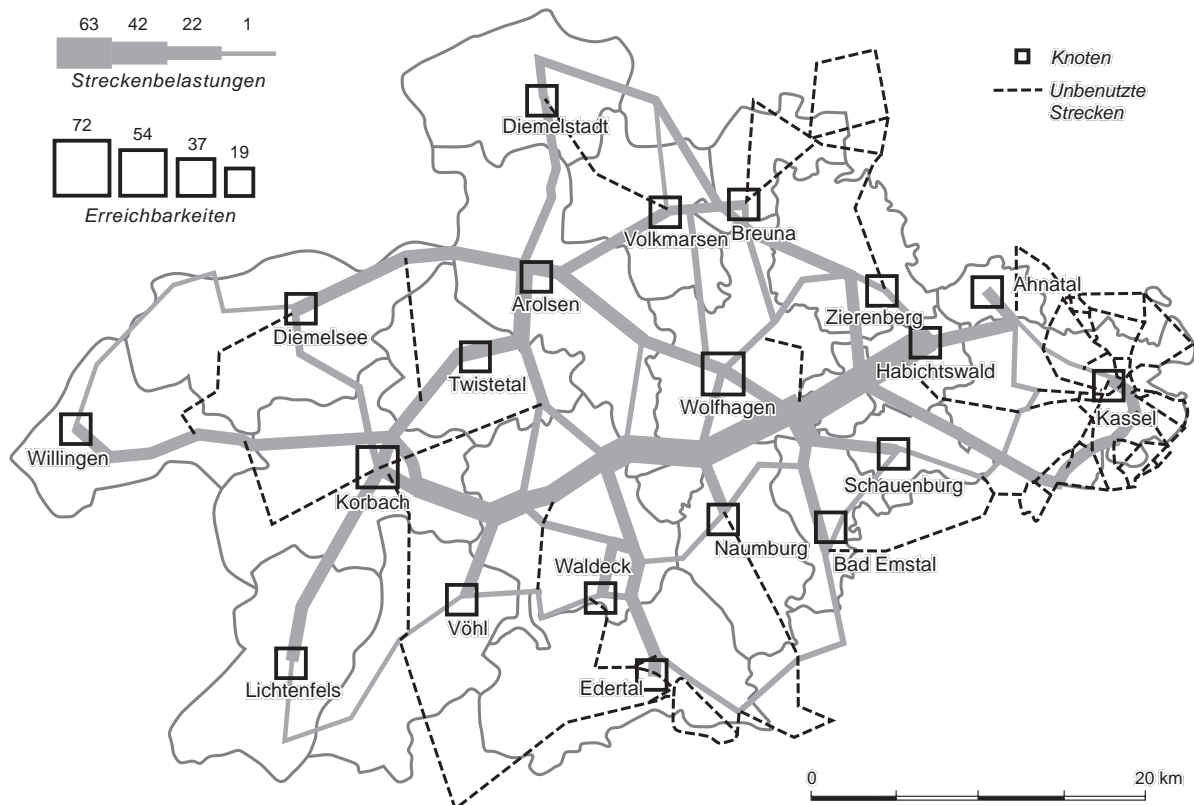 63 42 22 1
Streckenbelastungen
72 54 37 19
Erreichbarkeiten
Knoten
Unbenutzte
Strecken
Diemelstadt
Volkmarsen
Breuna
Arolsen
Ahnatal
Diemelsee
Zierenberg
Twistetal
Habichtswald
Wolfhagen
Kassel
Willingen
Korbach
Schauenburg
Naumburg
Bad Emstal
Waldeck
Vöhl
Lichtenfels
Edertal
0 20 km